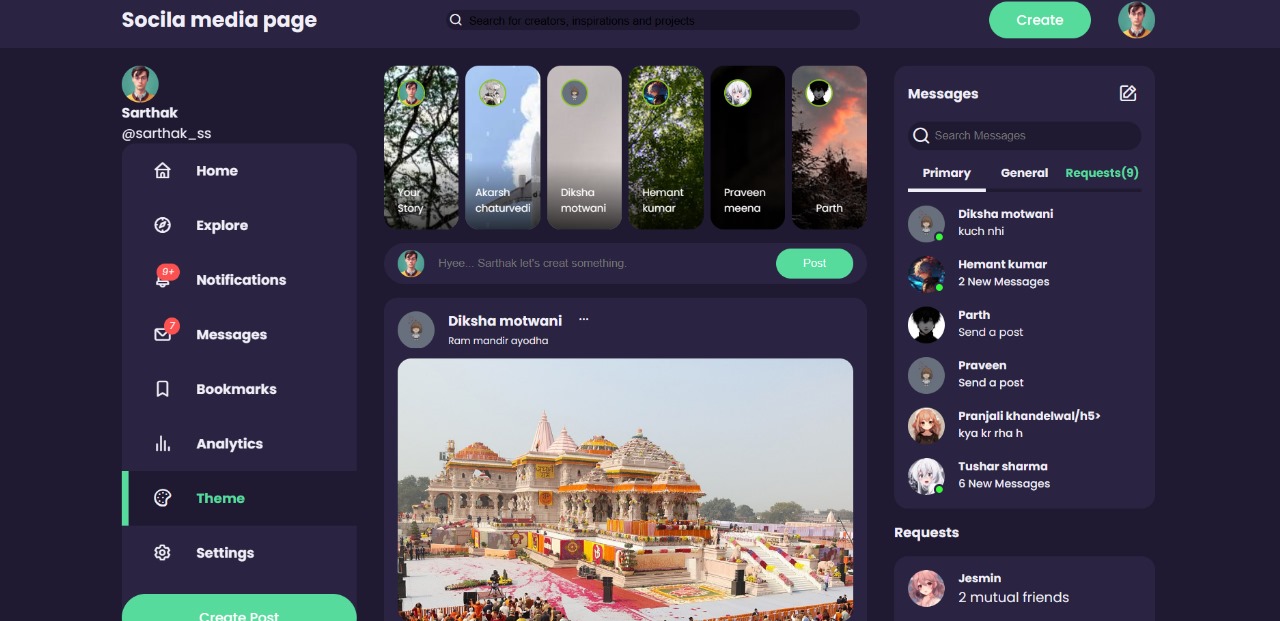 Socila media page
Search for creators, inspirations and projects
Create
Sarthak
@sarthak_ss
Home
Explore
9+
Notifications
7
Messages
Bookmarks
Analytics
Theme
Settings
Create Post
Your
Story
Akarsh
chaturvedi
Diksha
motwani
Hemant
kumar
Praveen
meena
Parth
Hyee... Sarthak let's creat something.
Post
Diksha motwani
...
Ram mandir ayodha
Messages
Search Messages
Primary
General
Requests(9)
Diksha motwani
kuch nhi
Hemant kumar
2 New Messages
Parth
Send a post
Praveen
Send a post
Pranjali khandelwal/h5>
kya kr rha h
Tushar sharma
6 New Messages
Requests
Jesmin
2 mutual friends